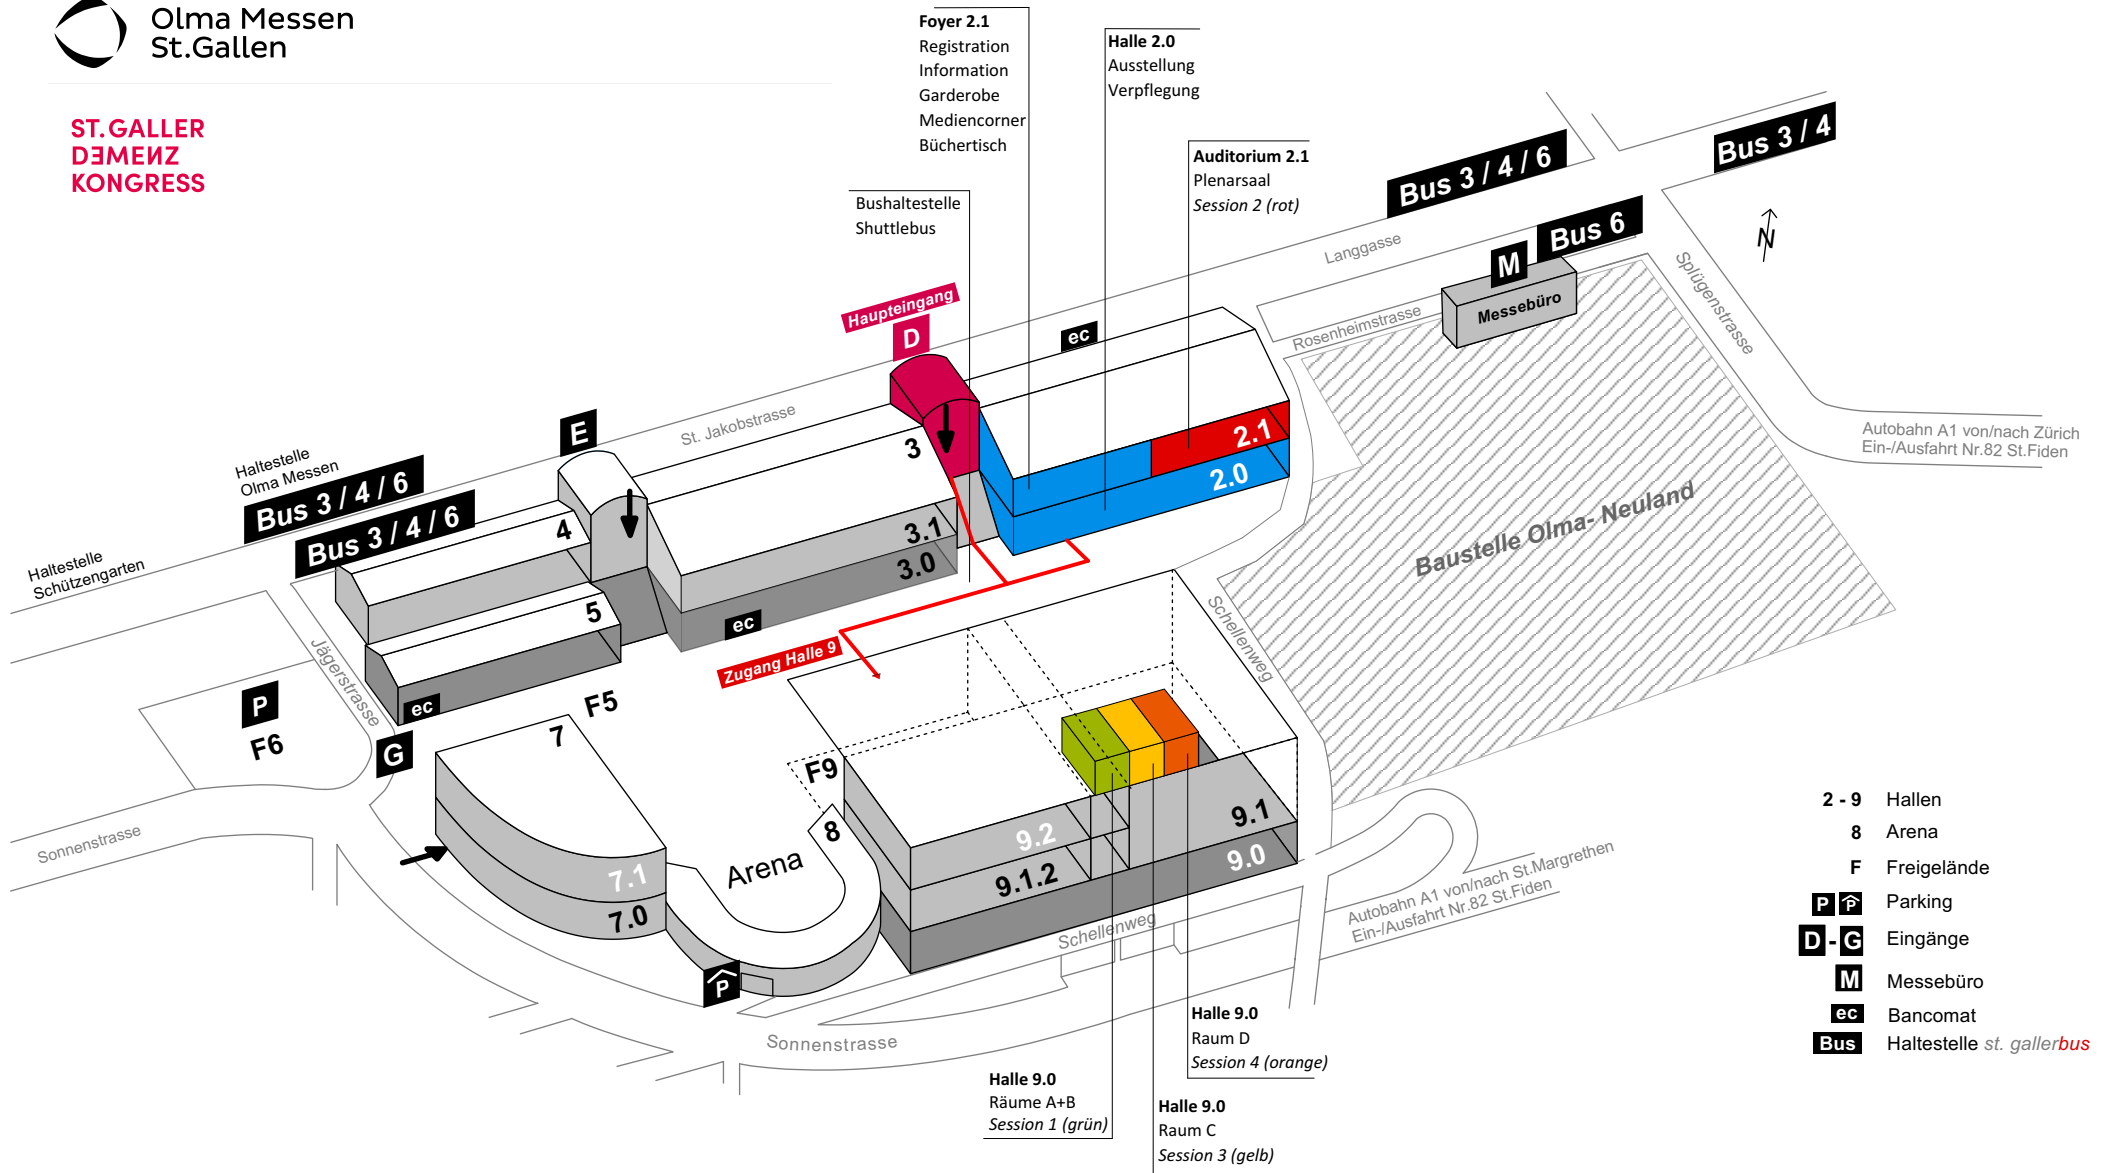 Olma Messen
St.Gallen
ST. GALLER
DƎMEИZ
KONGRESS
Foyer 2.1
Registration
Information
Garderobe
Mediencorner
Büchertisch
Halle 2.0
Ausstellung
Verpflegung
Auditorium 2.1
Plenarsaal
Session 2 (rot)
Bushaltestelle
Shuttlebus
Bus 3 / 4 / 6
Bus 3 / 4
Bus 6
M
Messebüro
N
Langgasse
Rosenheimstrasse
Splügenstrasse
Haupteingang
D
ec
E
St. Jakobstrasse
Haltestelle
Olma Messen
Bus 3 / 4 / 6
Bus 3 / 4 / 6
Haltestelle
Schützengarten
3
2.1
2.0
4
3.1
3.0
5
ec
ec
Autobahn A1 von/nach Zürich
Ein-/Ausfahrt Nr.82 St.Fiden
Baustelle Olma- Neuland
Schellenweg
Zugang Halle 9
Jägerstrasse
P
F6
G
F5
7
F9
8
Arena
7.1
7.0
9.2
9.1.2
9.1
9.0
Sonnenstrasse
P
Schellenweg
Sonnenstrasse
Autobahn A1 von/nach St.Margrethen
Ein-/Ausfahrt Nr.82 St.Fiden
Halle 9.0
Raum D
Session 4 (orange)
Halle 9.0
Räume A+B
Session 1 (grün)
Halle 9.0
Raum C
Session 3 (gelb)
2 - 9 Hallen
8 Arena
F Freigelände
P P Parking
D - G Eingänge
M Messebüro
ec Bancomat
Bus Haltestelle st. gallerbus